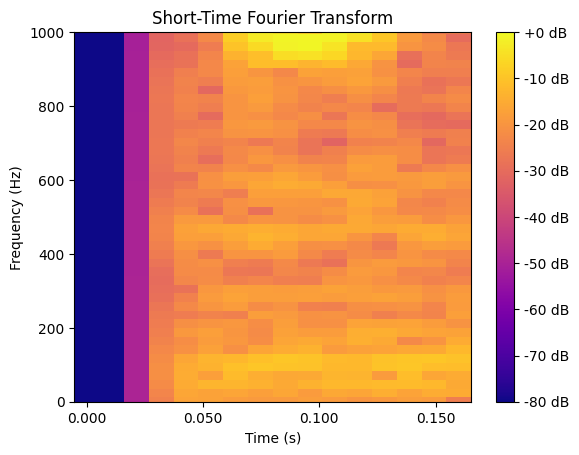 Short-Time Fourier Transform
Frequency (Hz)
1000
800
600
400
200
0
0.000
0.050
0.100
0.150
Time (s)
+0 dB
-10 dB
-20 dB
-30 dB
-40 dB
-50 dB
-60 dB
-70 dB
-80 dB